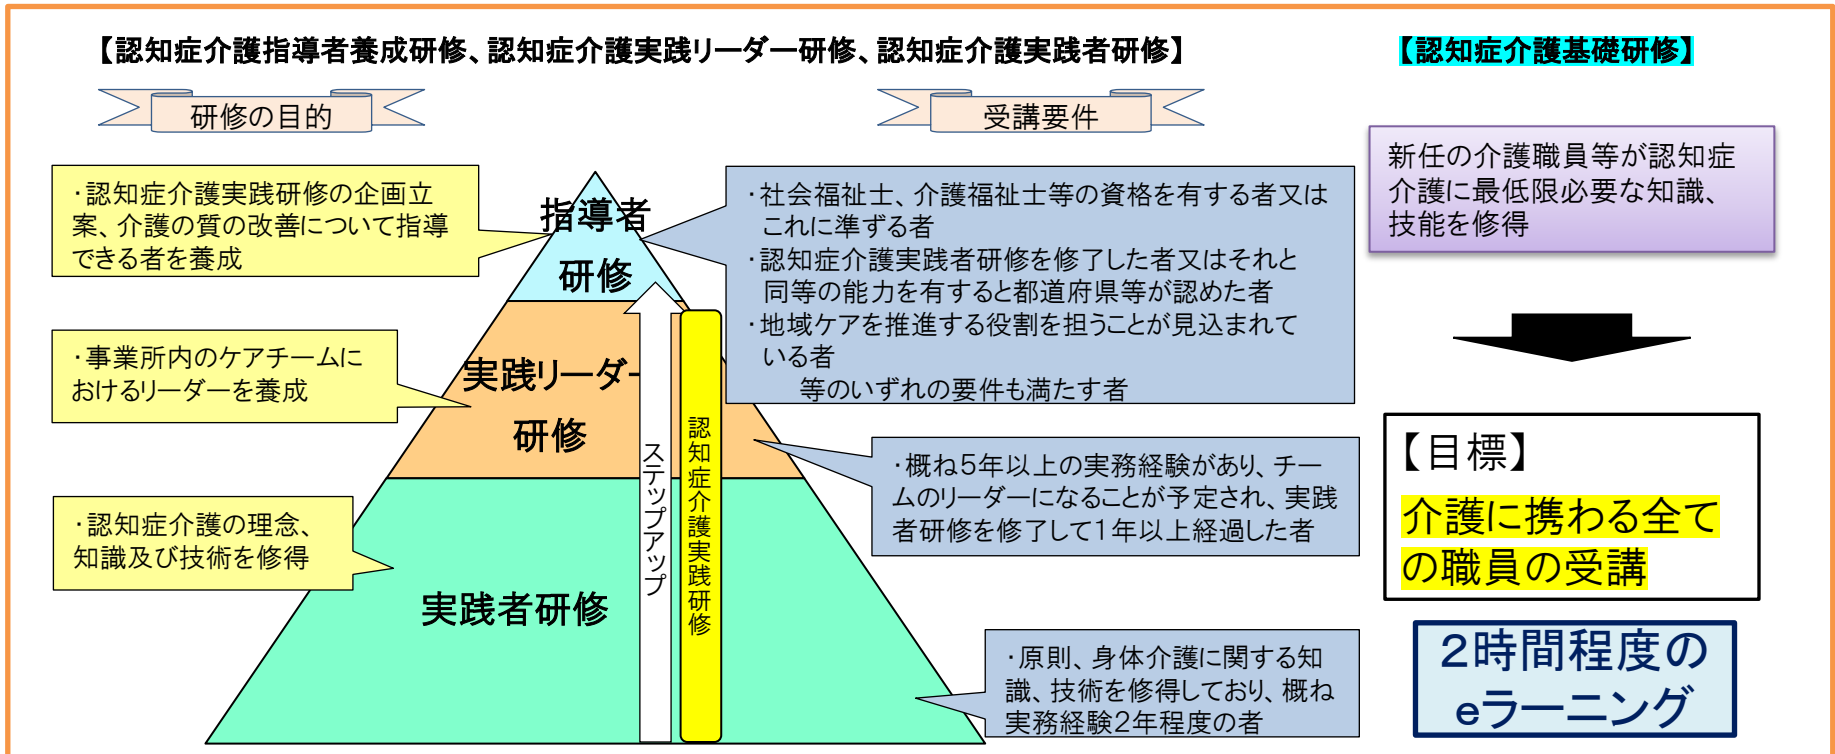 【認知症介護指導者養成研修、認知症介護実践リーダー研修、認知症介護実践者研修】
【認知症介護基礎研修】
研修の目的
受講要件
・認知症介護実践研修の企画立
案、介護の質の改善について指導
できる者を養成
・事業所内のケアチームに
おけるリーダーを養成
・認知症介護の理念、
知識及び技術を修得
指導者
研修
実践リーダー
研修
実践者研修
ステップアップ
認知症介護実践研修
・社会福祉士、介護福祉士等の資格を有する者又は
これに準ずる者
・認知症介護実践者研修を修了した者又はそれと
同等の能力を有すると都道府県等が認めた者
・地域ケアを推進する役割を担うことが見込まれて
いる者
等のいずれの要件も満たす者
・概ね5年以上の実務経験があり、チー
ムのリーダーになることが予定され、実践
者研修を修了して1年以上経過した者
・原則、身体介護に関する知
識、技術を修得しており、概ね
実務経験2年程度の者
新任の介護職員等が認知症
介護に最低限必要な知識、
技能を修得
【目標】
介護に携わる全て
の職員の受講
2時間程度の
eラーニング